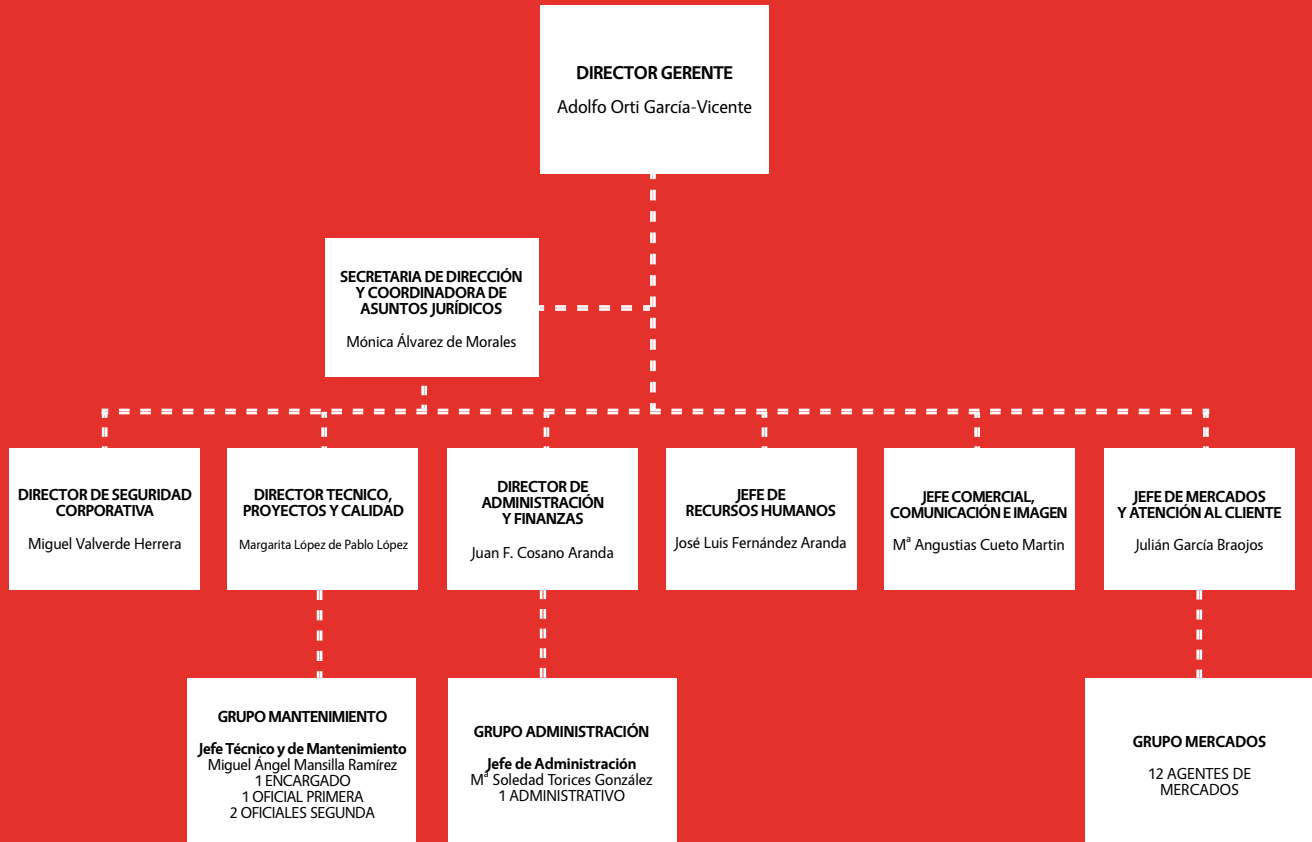 DIRECTOR GERENTE
Adolfo Orti García-Vicente
SECRETARIA DE DIRECCIÓN
Y COORDINADORA DE
ASUNTOS JURÍDICOS
Mónica Álvarez de Morales
DIRECTOR DE SEGURIDAD
CORPORATIVA
Miguel Valverde Herrera
DIRECTOR TECNICO,
PROYECTOS Y CALIDAD
Margarita López de Pablo López
DIRECTOR DE
ADMINISTRACIÓN
Y FINANZAS
Juan F. Cosano Aranda
JEFE DE
RECURSOS HUMANOS
José Luis Fernández Aranda
JEFE COMERCIAL,
COMUNICACIÓN E IMAGEN
Mª Angustias Cueto Martin
JEFE DE MERCADOS
Y ATENCIÓN AL CLIENTE
Julián García Braojos
GRUPO MANTENIMIENTO
Jefe Técnico y de Mantenimiento
Miguel Ángel Mansilla Ramírez
1 ENCARGADO
1 OFICIAL PRIMERA
2 OFICIALES SEGUNDA
GRUPO ADMINISTRACIÓN
Jefe de Administración
Mª Soledad Torices González
1 ADMINISTRATIVO
GRUPO MERCADOS
12 AGENTES DE
MERCADOS